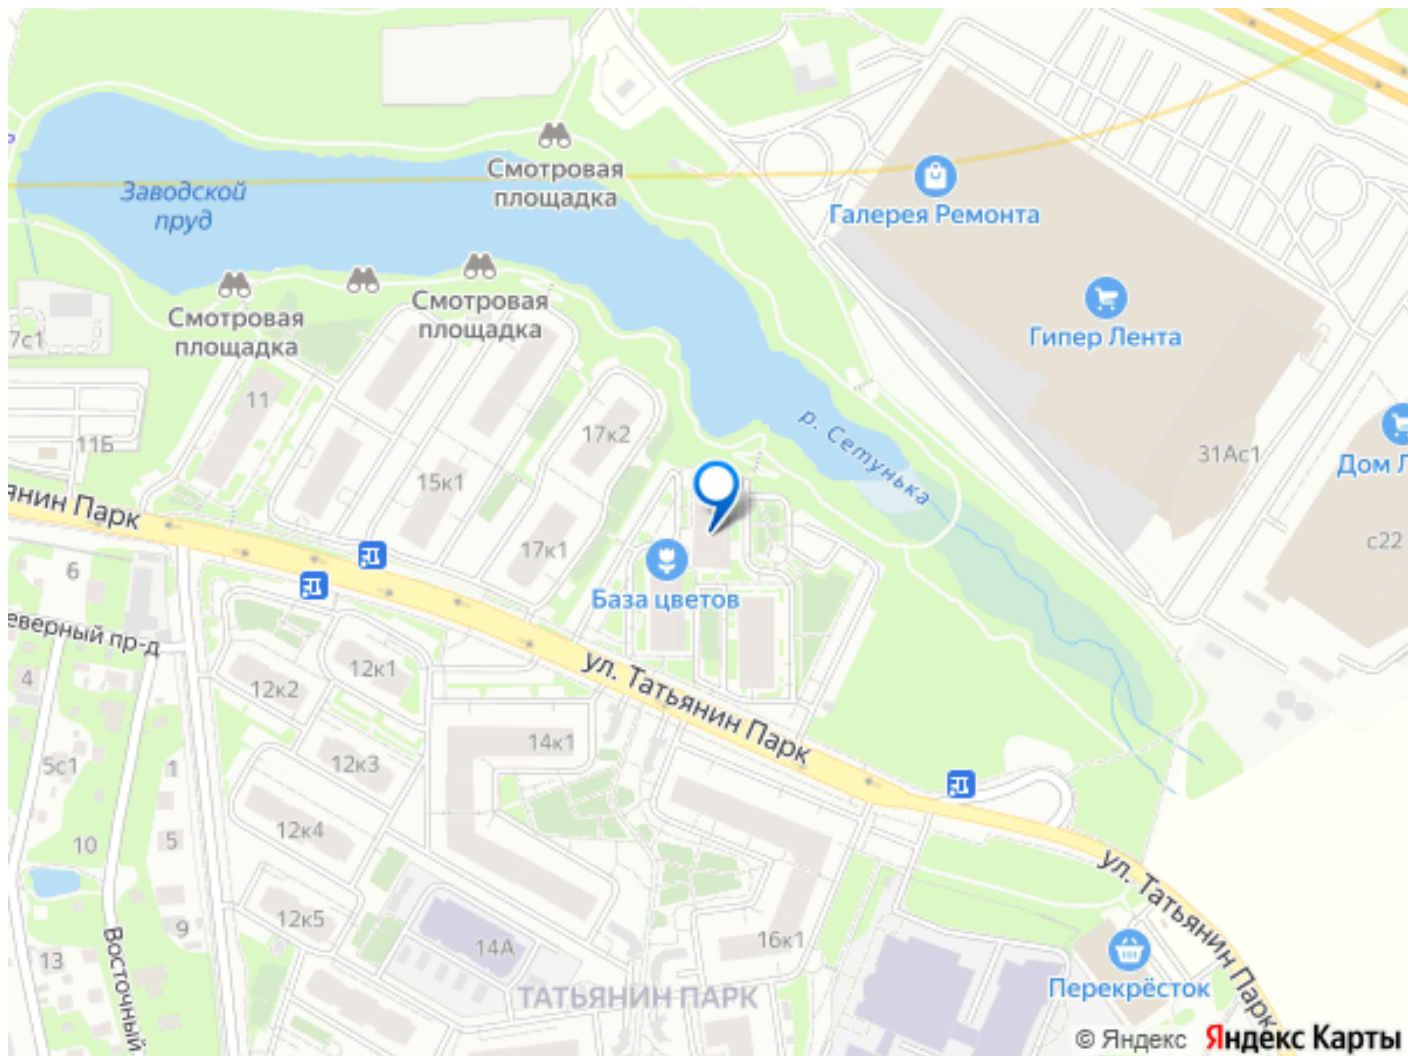 Смотровая
площадка
Заводской
пруд
Галерея Ремонта
Гипер Лента
Смотровая
площадка
Смотровая
площадка
7с1
11
11Б
17к2
15к1
17к1
р. Сетунька
31Ас1
Дом Л
с22
янин Парк
База цветов
6
еверный пр-д
4
12к2
12к1
ул. Татьянин Парк
14к1
5с1
1
12к3
12к4
5
10
12к5
9
13
Восточный
14А
16к1
ТАТЬЯНИН ПАРК
ул. Татьянин Парк
Перекрёсток
© Яндекс Яндекс Карты